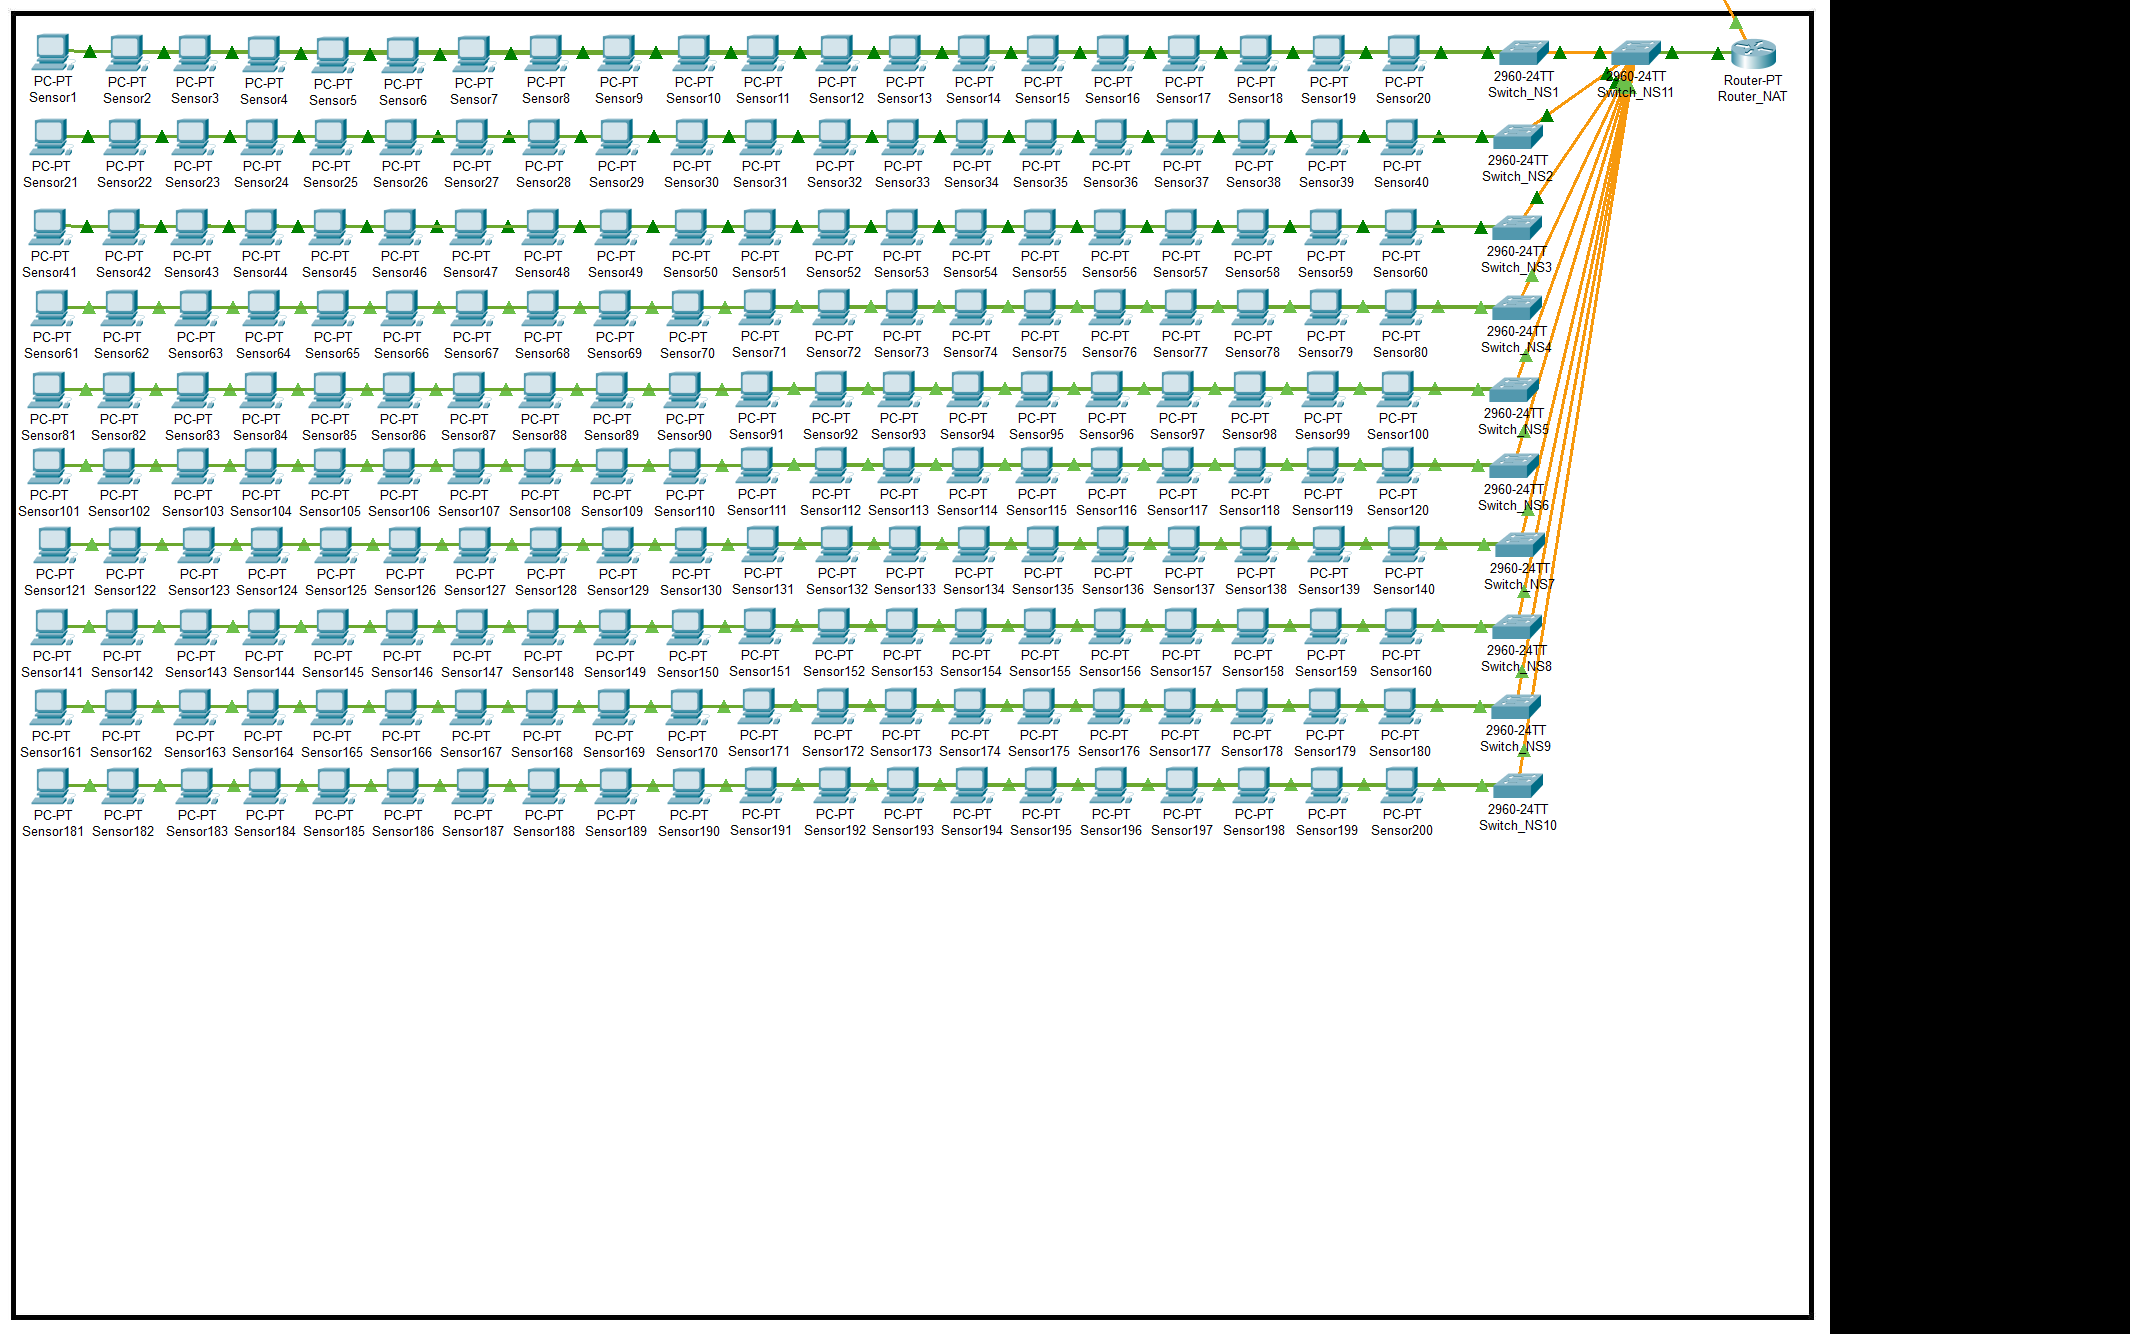 PC-PT PC-PT PC-PT PC-PT PC-PT PC-PT PC-PT PC-PT PC-PT PC-PT PC-PT PC-PT PC-PT PC-PT PC-PT PC-PT PC-PT PC-PT PC-PT PC-PT 2960-24TT 2960-24TT Router-PT
Sensor1 Sensor2 Sensor3 Sensor4 Sensor5 Sensor6 Sensor7 Sensor8 Sensor9 Sensor10 Sensor11 Sensor12 Sensor13 Sensor14 Sensor15 Sensor16 Sensor17 Sensor18 Sensor19 Sensor20 Switch_NS1 Switch_NS11 Router_NAT
PC-PT PC-PT PC-PT PC-PT PC-PT PC-PT PC-PT PC-PT PC-PT PC-PT PC-PT PC-PT PC-PT PC-PT PC-PT PC-PT PC-PT PC-PT PC-PT PC-PT 2960-24TT
Sensor21 Sensor22 Sensor23 Sensor24 Sensor25 Sensor26 Sensor27 Sensor28 Sensor29 Sensor30 Sensor31 Sensor32 Sensor33 Sensor34 Sensor35 Sensor36 Sensor37 Sensor38 Sensor39 Sensor40 Switch_NS2
PC-PT PC-PT PC-PT PC-PT PC-PT PC-PT PC-PT PC-PT PC-PT PC-PT PC-PT PC-PT PC-PT PC-PT PC-PT PC-PT PC-PT PC-PT PC-PT PC-PT 2960-24TT
Sensor41 Sensor42 Sensor43 Sensor44 Sensor45 Sensor46 Sensor47 Sensor48 Sensor49 Sensor50 Sensor51 Sensor52 Sensor53 Sensor54 Sensor55 Sensor56 Sensor57 Sensor58 Sensor59 Sensor60 Switch_NS3
PC-PT PC-PT PC-PT PC-PT PC-PT PC-PT PC-PT PC-PT PC-PT PC-PT PC-PT PC-PT PC-PT PC-PT PC-PT PC-PT PC-PT PC-PT PC-PT PC-PT 2960-24TT
Sensor61 Sensor62 Sensor63 Sensor64 Sensor65 Sensor66 Sensor67 Sensor68 Sensor69 Sensor70 Sensor71 Sensor72 Sensor73 Sensor74 Sensor75 Sensor76 Sensor77 Sensor78 Sensor79 Sensor80 Switch_NS4
PC-PT PC-PT PC-PT PC-PT PC-PT PC-PT PC-PT PC-PT PC-PT PC-PT PC-PT PC-PT PC-PT PC-PT PC-PT PC-PT PC-PT PC-PT PC-PT PC-PT 2960-24TT
Sensor81 Sensor82 Sensor83 Sensor84 Sensor85 Sensor86 Sensor87 Sensor88 Sensor89 Sensor90 Sensor91 Sensor92 Sensor93 Sensor94 Sensor95 Sensor96 Sensor97 Sensor98 Sensor99 Sensor100 Switch_NS5
PC-PT PC-PT PC-PT PC-PT PC-PT PC-PT PC-PT PC-PT PC-PT PC-PT PC-PT PC-PT PC-PT PC-PT PC-PT PC-PT PC-PT PC-PT PC-PT PC-PT 2960-24TT
Sensor101 Sensor102 Sensor103 Sensor104 Sensor105 Sensor106 Sensor107 Sensor108 Sensor109 Sensor110 Sensor111 Sensor112 Sensor113 Sensor114 Sensor115 Sensor116 Sensor117 Sensor118 Sensor119 Sensor120 Switch_NS6
PC-PT PC-PT PC-PT PC-PT PC-PT PC-PT PC-PT PC-PT PC-PT PC-PT PC-PT PC-PT PC-PT PC-PT PC-PT PC-PT PC-PT PC-PT PC-PT PC-PT 2960-24TT
Sensor121 Sensor122 Sensor123 Sensor124 Sensor125 Sensor126 Sensor127 Sensor128 Sensor129 Sensor130 Sensor131 Sensor132 Sensor133 Sensor134 Sensor135 Sensor136 Sensor137 Sensor138 Sensor139 Sensor140 Switch_NS7
PC-PT PC-PT PC-PT PC-PT PC-PT PC-PT PC-PT PC-PT PC-PT PC-PT PC-PT PC-PT PC-PT PC-PT PC-PT PC-PT PC-PT PC-PT PC-PT PC-PT 2960-24TT
Sensor141 Sensor142 Sensor143 Sensor144 Sensor145 Sensor146 Sensor147 Sensor148 Sensor149 Sensor150 Sensor151 Sensor152 Sensor153 Sensor154 Sensor155 Sensor156 Sensor157 Sensor158 Sensor159 Sensor160 Switch_NS8
PC-PT PC-PT PC-PT PC-PT PC-PT PC-PT PC-PT PC-PT PC-PT PC-PT PC-PT PC-PT PC-PT PC-PT PC-PT PC-PT PC-PT PC-PT PC-PT PC-PT 2960-24TT
Sensor161 Sensor162 Sensor163 Sensor164 Sensor165 Sensor166 Sensor167 Sensor168 Sensor169 Sensor170 Sensor171 Sensor172 Sensor173 Sensor174 Sensor175 Sensor176 Sensor177 Sensor178 Sensor179 Sensor180 Switch_NS9
PC-PT PC-PT PC-PT PC-PT PC-PT PC-PT PC-PT PC-PT PC-PT PC-PT PC-PT PC-PT PC-PT PC-PT PC-PT PC-PT PC-PT PC-PT PC-PT PC-PT 2960-24TT
Sensor181 Sensor182 Sensor183 Sensor184 Sensor185 Sensor186 Sensor187 Sensor188 Sensor189 Sensor190 Sensor191 Sensor192 Sensor193 Sensor194 Sensor195 Sensor196 Sensor197 Sensor198 Sensor199 Sensor200 Switch_NS10